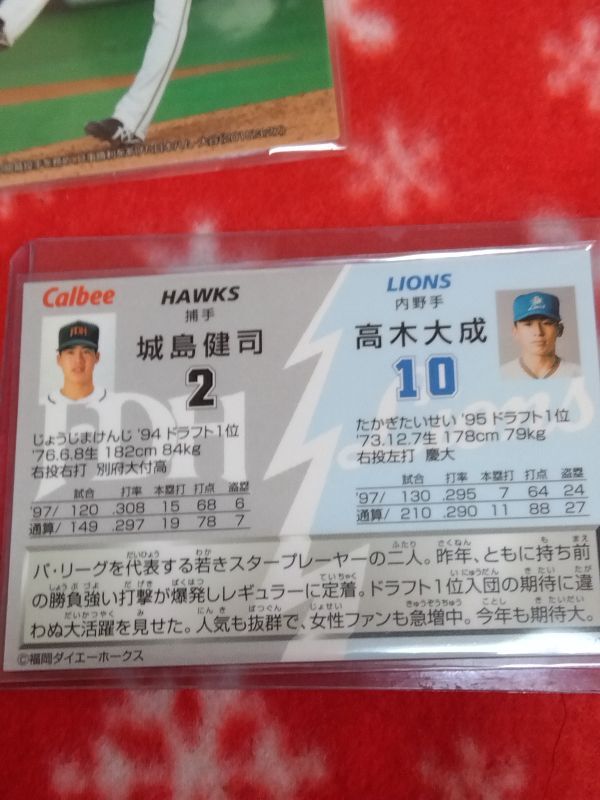 (2015.3.27)
Calbee HAWKS
捕手
城島健司
2
じょうじまけんじ '94 ドラフト1位
'76.6.8生 182cm 84kg
右投右打 別府大付高
試合 打率 本塁打 打点 盗塁
'97/ 120 .308 15 68 6
通算/ 149 .297 19 78 7
LIONS
内野手
高木大成
10
たかぎたいせい '95 ドラフト1位
'73.12.7生 178cm 79kg
右投左打 慶大
試合 打率 本塁打 打点 盗塁
'97/ 130 .295 7 64 24
通算/ 210 .290 11 88 27
パ・リーグを代表する若きスタープレーヤーの二人。昨年、ともに持ち前
の勝負強い打撃が爆発しレギュラーに定着。ドラフト1位入団の期待に違
わぬ大活躍を見せた。人気も抜群で、女性ファンも急増中。今年も期待大。
©福岡ダイエーホークス